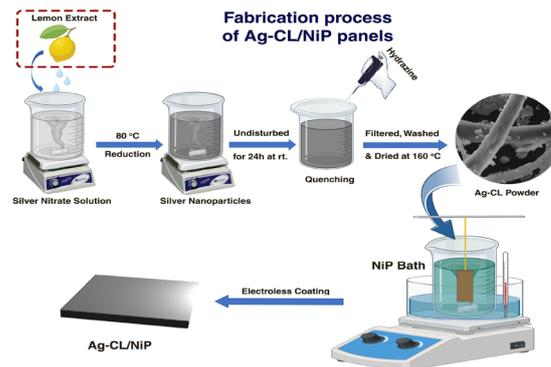 Fabrication process
of Ag-CL/NiP panels
Lemon Extract
Hydrazine
80 °C
Reduction
Undisturbed
for 24h at rt.
Filtered, Washed
& Dried at 160 °C
Silver Nitrate Solution
Silver Nanoparticles
Quenching
Ag-CL Powder
NiP Bath
Electroless Coating
Ag-CL/NiP